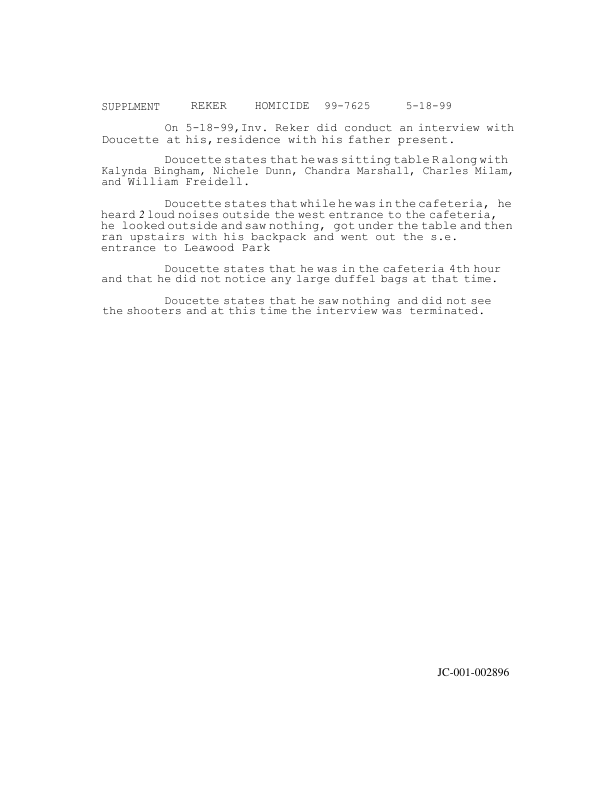 SUPPLMENT REKER HOMICIDE 99-7625 5-18-99
On 5-18-99,Inv. Reker did conduct an interview with
Doucette at his,residence with his father present.
Doucette states that he was sitting table R along with
Kalynda Bingham, Nichele Dunn, Chandra Marshall, Charles Milam,
and William Freidell.
Doucette states that while he was in the cafeteria, he
heard 2 loud noises outside the west entrance to the cafeteria,
he looked outside and saw nothing, got under the table and then
ran upstairs with his backpack and went out the s.e.
entrance to Leawood Park
Doucette states that he was in the cafeteria 4th hour
and that he did not notice any large duffel bags at that time.
Doucette states that he saw nothing and did not see
the shooters and at this time the interview was terminated.
JC-001-002896